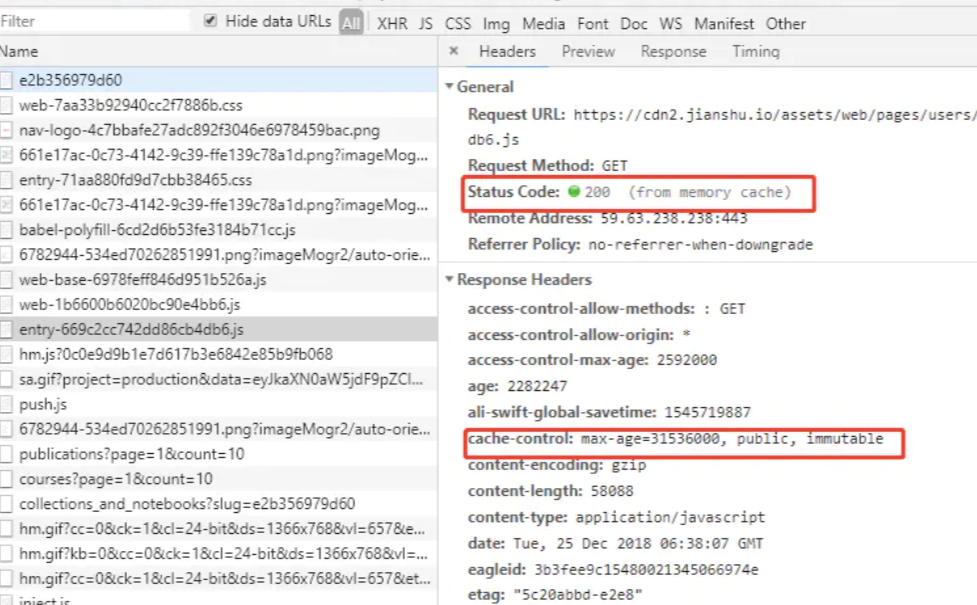 Filter
Hide data URLs All XHR JS CSS Img Media Font Doc WS Manifest Other
Name
× Headers Preview Response Timing
e2b356979d60
web-7aa33b92940cc2f7886b.css
nav-logo-4c7bbafe27adc892f3046e6978459bac.png
661e17ac-0c73-4142-9c39-ffe139c78a1d.png?imageMog...
entry-71aa880fd9d7cbb38465.css
661e17ac-0c73-4142-9c39-ffe139c78a1d.png?imageMog...
babel-polyfill-6cd2d6b53fe3184b71cc.js
6782944-534ed70262851991.png?imageMogr2/auto-orie...
web-base-6978feff846d951b526a.js
web-1b6600b6020bc90e4bb6.js
entry-669c2cc742dd86cb4db6.js
hm.js?0c0e9d9b1e7d617b3e6842e85b9fb068
sa.gif?project=production&data=eyJkaXN0aW5jdF9pZCI...
push.js
6782944-534ed70262851991.png?imageMogr2/auto-orie...
publications?page=1&count=10
courses?page=1&count=10
collections_and_notebooks?slug=e2b356979d60
hm.gif?cc=0&ck=1&cl=24-bit&ds=1366x768&vl=657&e...
hm.gif?kb=0&cc=0&ck=1&cl=24-bit&ds=1366x768&vl=...
hm.gif?cc=0&ck=1&cl=24-bit&ds=1366x768&vl=657&et...
inject.js
General
Request URL: https://cdn2.jianshu.io/assets/web/pages/users/
db6.js
Request Method: GET
Status Code: 200 (from memory cache)
Remote Address: 59.63.238.238:443
Referrer Policy: no-referrer-when-downgrade
Response Headers
access-control-allow-methods: : GET
access-control-allow-origin: *
access-control-max-age: 2592000
age: 2282247
ali-swift-global-savetime: 1545719887
cache-control: max-age=31536000, public, immutable
content-encoding: gzip
content-length: 58088
content-type: application/javascript
date: Tue, 25 Dec 2018 06:38:07 GMT
eagleid: 3b3fee9c15480021345066974e
etag: "5c20abbd-e2e8"